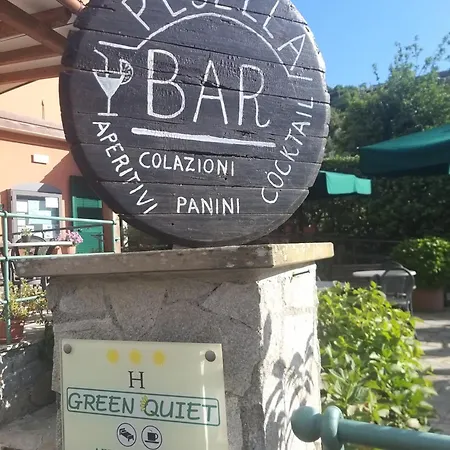 BAR
COLAZIONI
APERITIVI
PANINI
COCKTAIL
H
GREEN QUIET